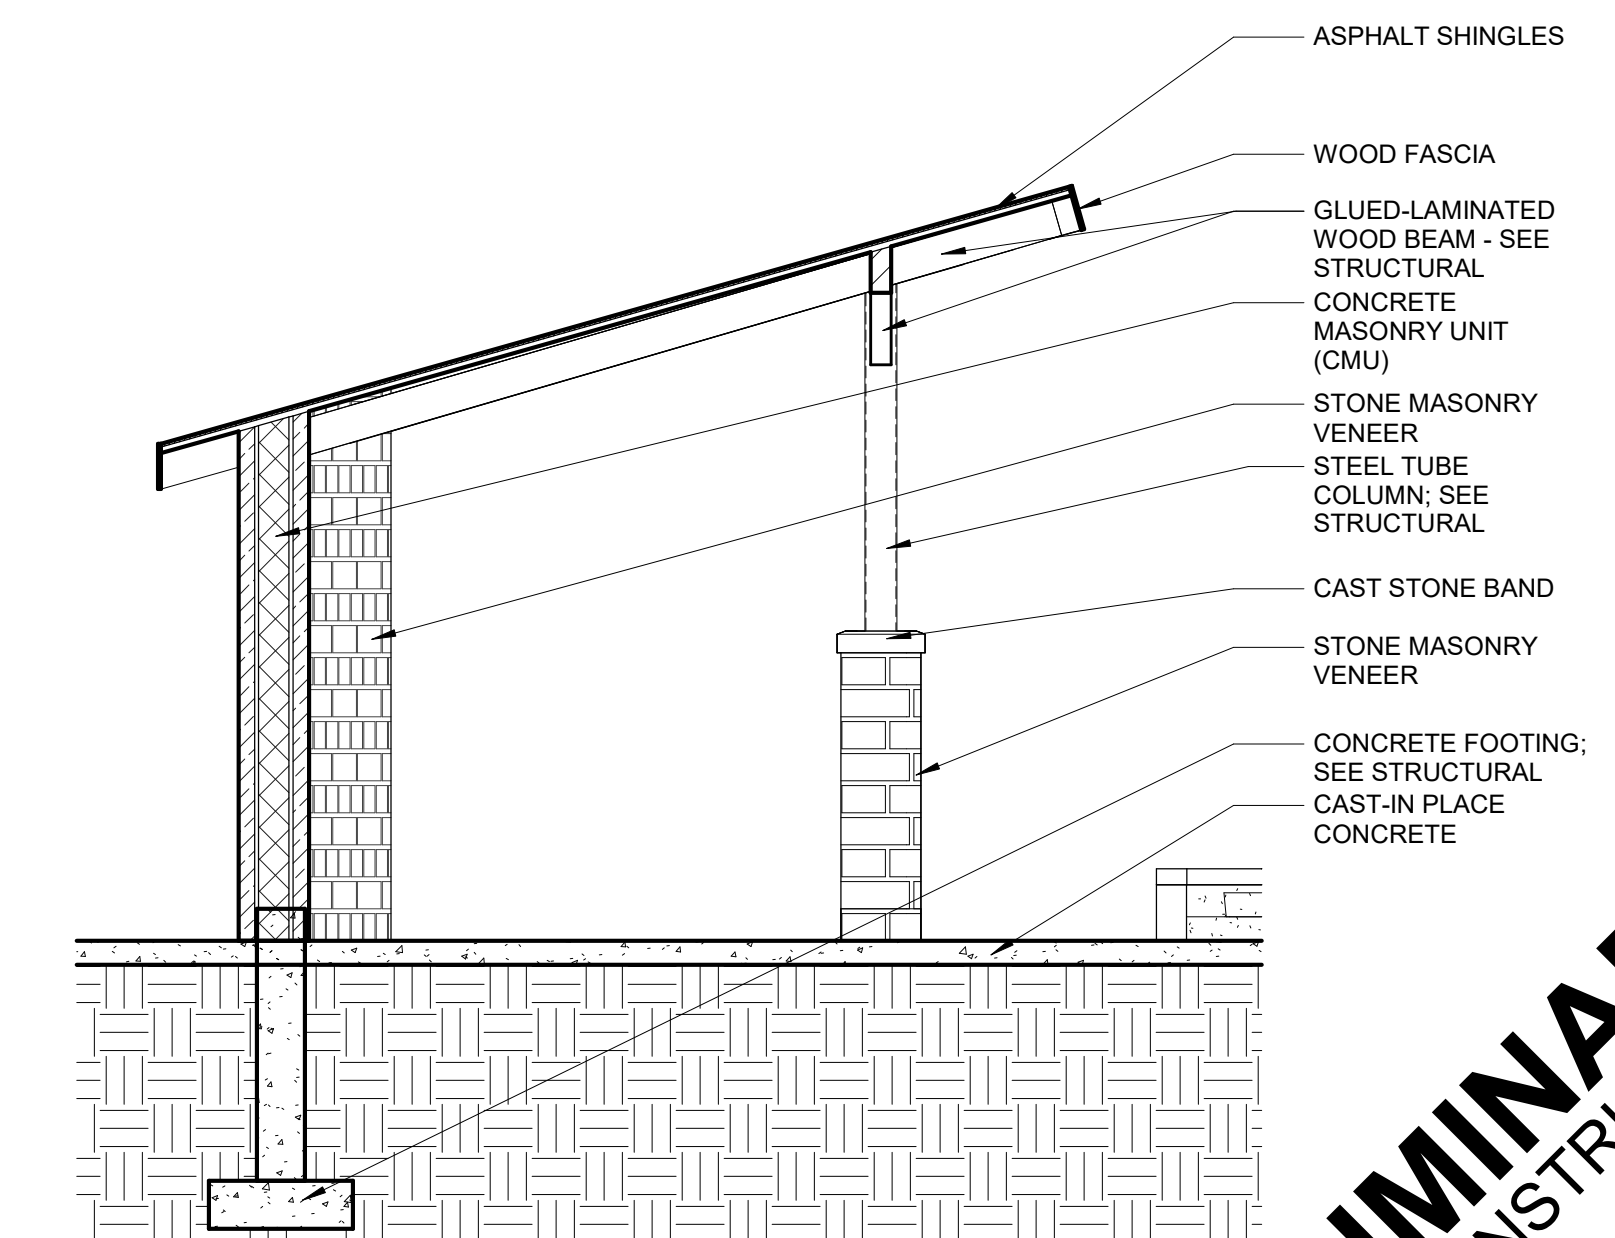 ASPHALT SHINGLES
WOOD FASCIA
GLUED-LAMINATED
WOOD BEAM - SEE
STRUCTURAL
CONCRETE
MASONRY UNIT
(CMU)
STONE MASONRY
VENEER
STEEL TUBE
COLUMN; SEE
STRUCTURAL
CAST STONE BAND
STONE MASONRY
VENEER
CONCRETE FOOTING;
SEE STRUCTURAL
CAST-IN PLACE
CONCRETE